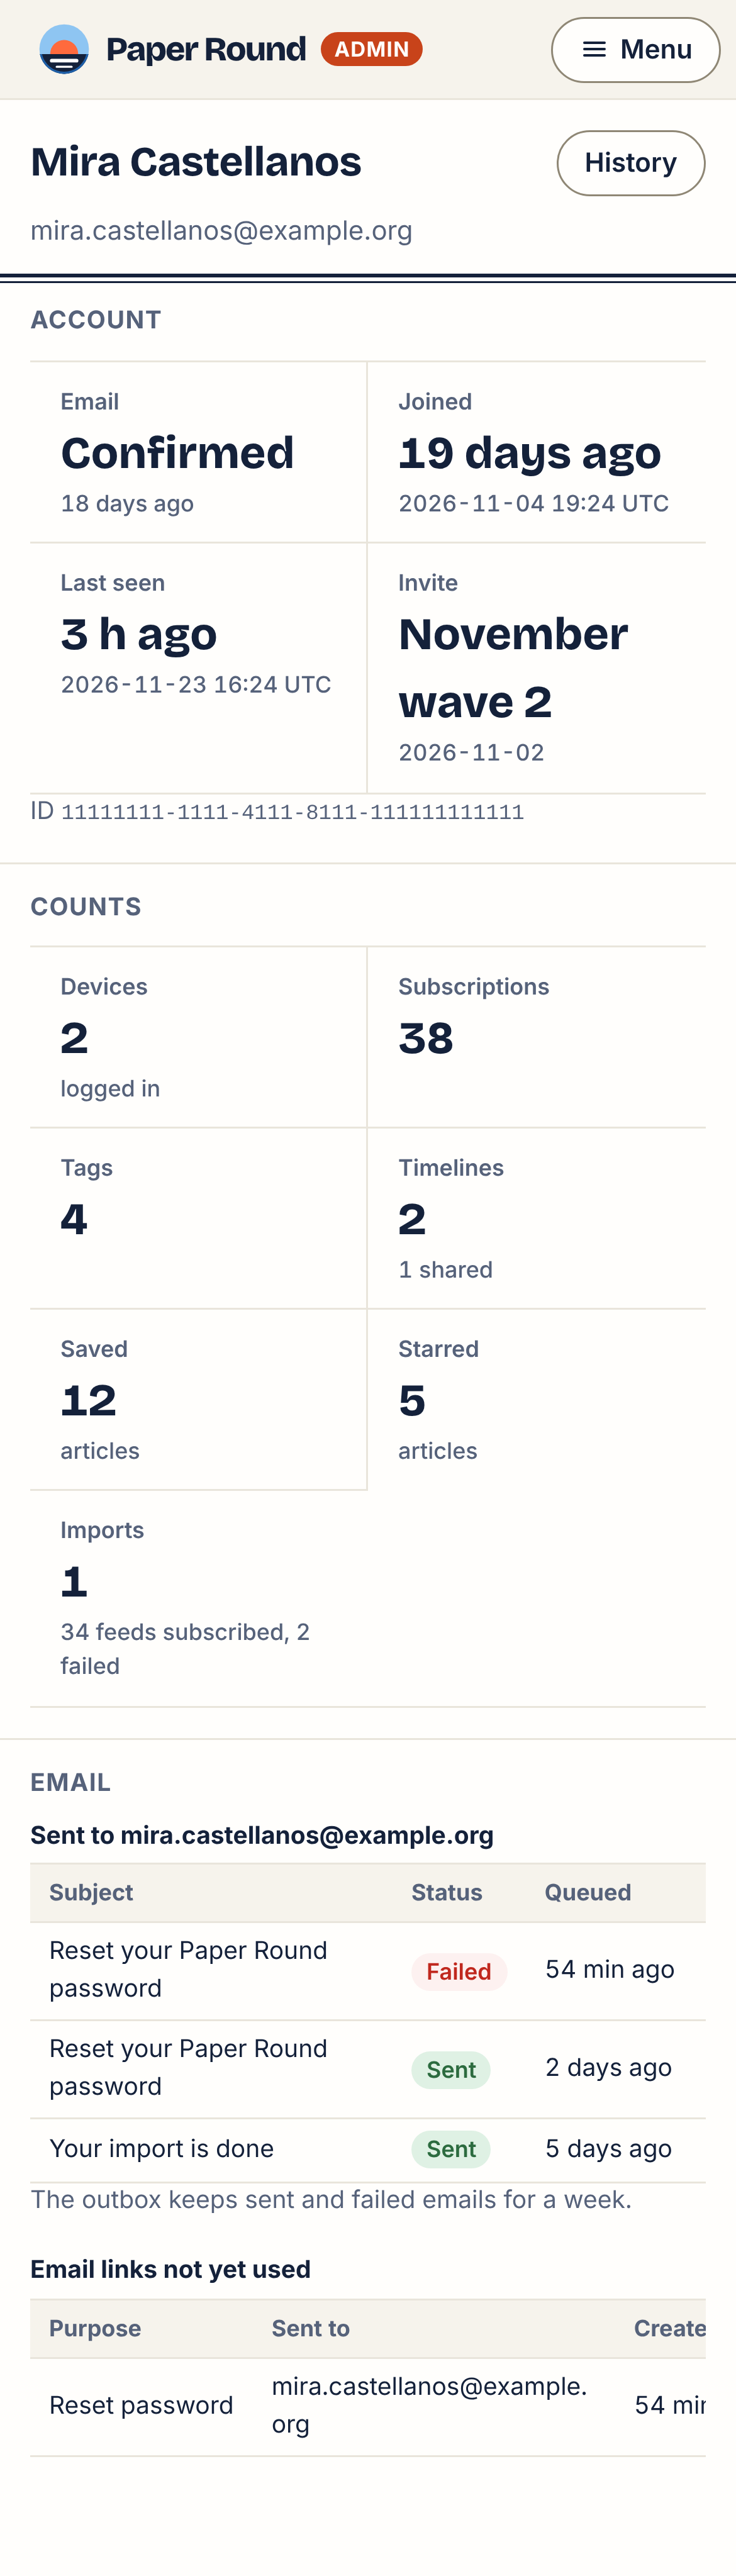 Paper Round ADMIN Menu
Mira Castellanos History
mira.castellanos@example.org
ACCOUNT
Email
Confirmed
18 days ago
Joined
19 days ago
2026-11-04 19:24 UTC
Last seen
3 h ago
2026-11-23 16:24 UTC
Invite
November
wave 2
2026-11-02
ID 11111111-1111-4111-8111-111111111111
COUNTS
Devices
2
logged in
Subscriptions
38
Tags
4
Timelines
2
1 shared
Saved
12
articles
Starred
5
articles
Imports
1
34 feeds subscribed, 2
failed
EMAIL
Sent to mira.castellanos@example.org
Subject Status Queued
Reset your Paper Round
password
Failed 54 min ago
Reset your Paper Round
password
Sent 2 days ago
Your import is done Sent 5 days ago
The outbox keeps sent and failed emails for a week.
Email links not yet used
Purpose Sent to Create
Reset password
mira.castellanos@example.
org
54 mi